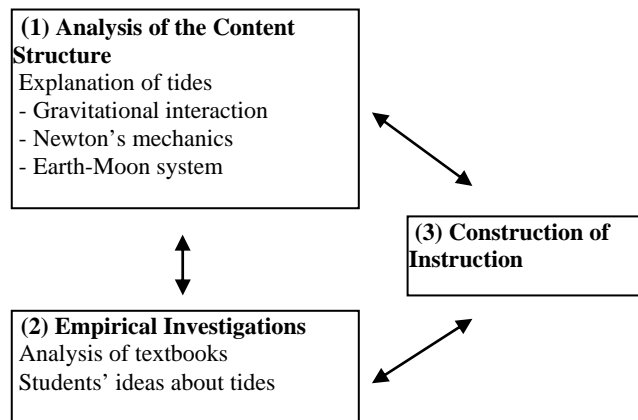 (1) Analysis of the Content
Structure
Explanation of tides
- Gravitational interaction
- Newton’s mechanics
- Earth-Moon system
(3) Construction of
Instruction
(2) Empirical Investigations
Analysis of textbooks
Students’ ideas about tides